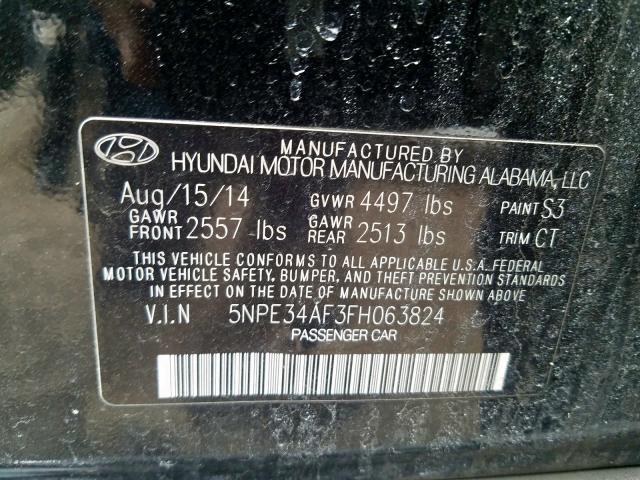 MANUFACTURED BY
HYUNDAI MOTOR MANUFACTURING ALABAMA, LLC
Aug/15/14 GVWR 4497 lbs PAINT S3
GAWR FRONT 2557 lbs GAWR REAR 2513 lbs TRIM CT
THIS VEHICLE CONFORMS TO ALL APPLICABLE U.S.A. FEDERAL
MOTOR VEHICLE SAFETY, BUMPER, AND THEFT PREVENTION STANDARDS
IN EFFECT ON THE DATE OF MANUFACTURE SHOWN ABOVE.
V.I.N 5NPE34AF3FH063824
PASSENGER CAR